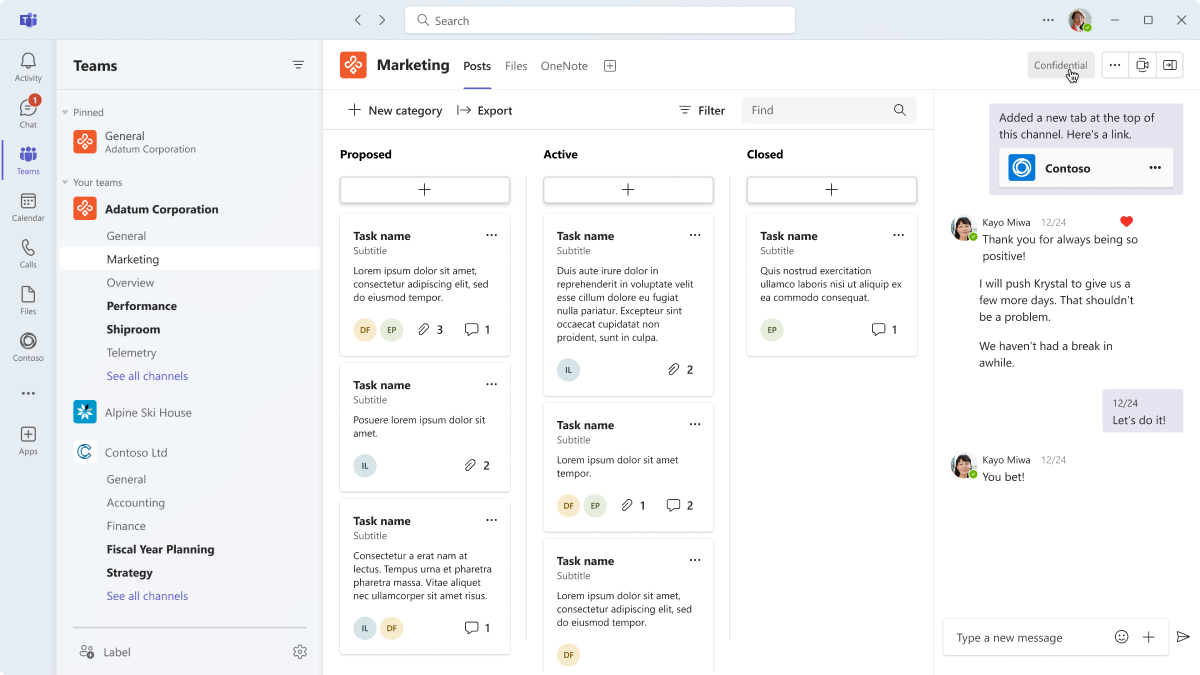 Search
Activity
1
Chat
Teams
Calendar
Calls
Files
Contoso
Apps
Teams
Pinned
General
Adatum Corporation
Your teams
Adatum Corporation
General
Marketing
Overview
Performance
Shiproom
Telemetry
See all channels
Alpine Ski House
Contoso Ltd
General
Accounting
Finance
Fiscal Year Planning
Strategy
See all channels
Label
Marketing
Posts
Files
OneNote
Confidential
New category
Export
Filter
Find
Proposed
Task name
Subtitle
Lorem ipsum dolor sit amet,
consectetur adipiscing elit, sed
do eiusmod tempor.
DF EP 3 1
Task name
Subtitle
Posuere lorem ipsum dolor sit
amet.
IL 2
Task name
Subtitle
Consectetur a erat nam at
lectus. Tempus urna et pharetra
pharetra massa. Vitae aliquet
nec ullamcorper sit amet risus.
IL DF 1
Active
Task name
Subtitle
Duis aute irure dolor in
reprehenderit in voluptate velit
esse cillum dolore eu fugiat
nulla pariatur. Excepteur sint
occaecat cupidatat non
proident, sunt in culpa.
IL 2
Task name
Subtitle
Lorem ipsum dolor sit amet
tempor.
DF EP 1 2
Task name
Subtitle
Lorem ipsum dolor sit amet,
consectetur adipiscing elit, sed
do eiusmod tempor.
DF
Closed
Task name
Subtitle
Quis nostrud exercitation
ullamco laboris nisi ut aliquip ex
ea commodo consequat.
EP 1
Added a new tab at the top of
this channel. Here's a link.
Contoso
Kayo Miwa 12/24
Thank you for always being so
positive!
I will push Krystal to give us a
few more days. That shouldn't
be a problem.
We haven't had a break in
awhile.
12/24
Let's do it!
Kayo Miwa 12/24
You bet!
Type a new message